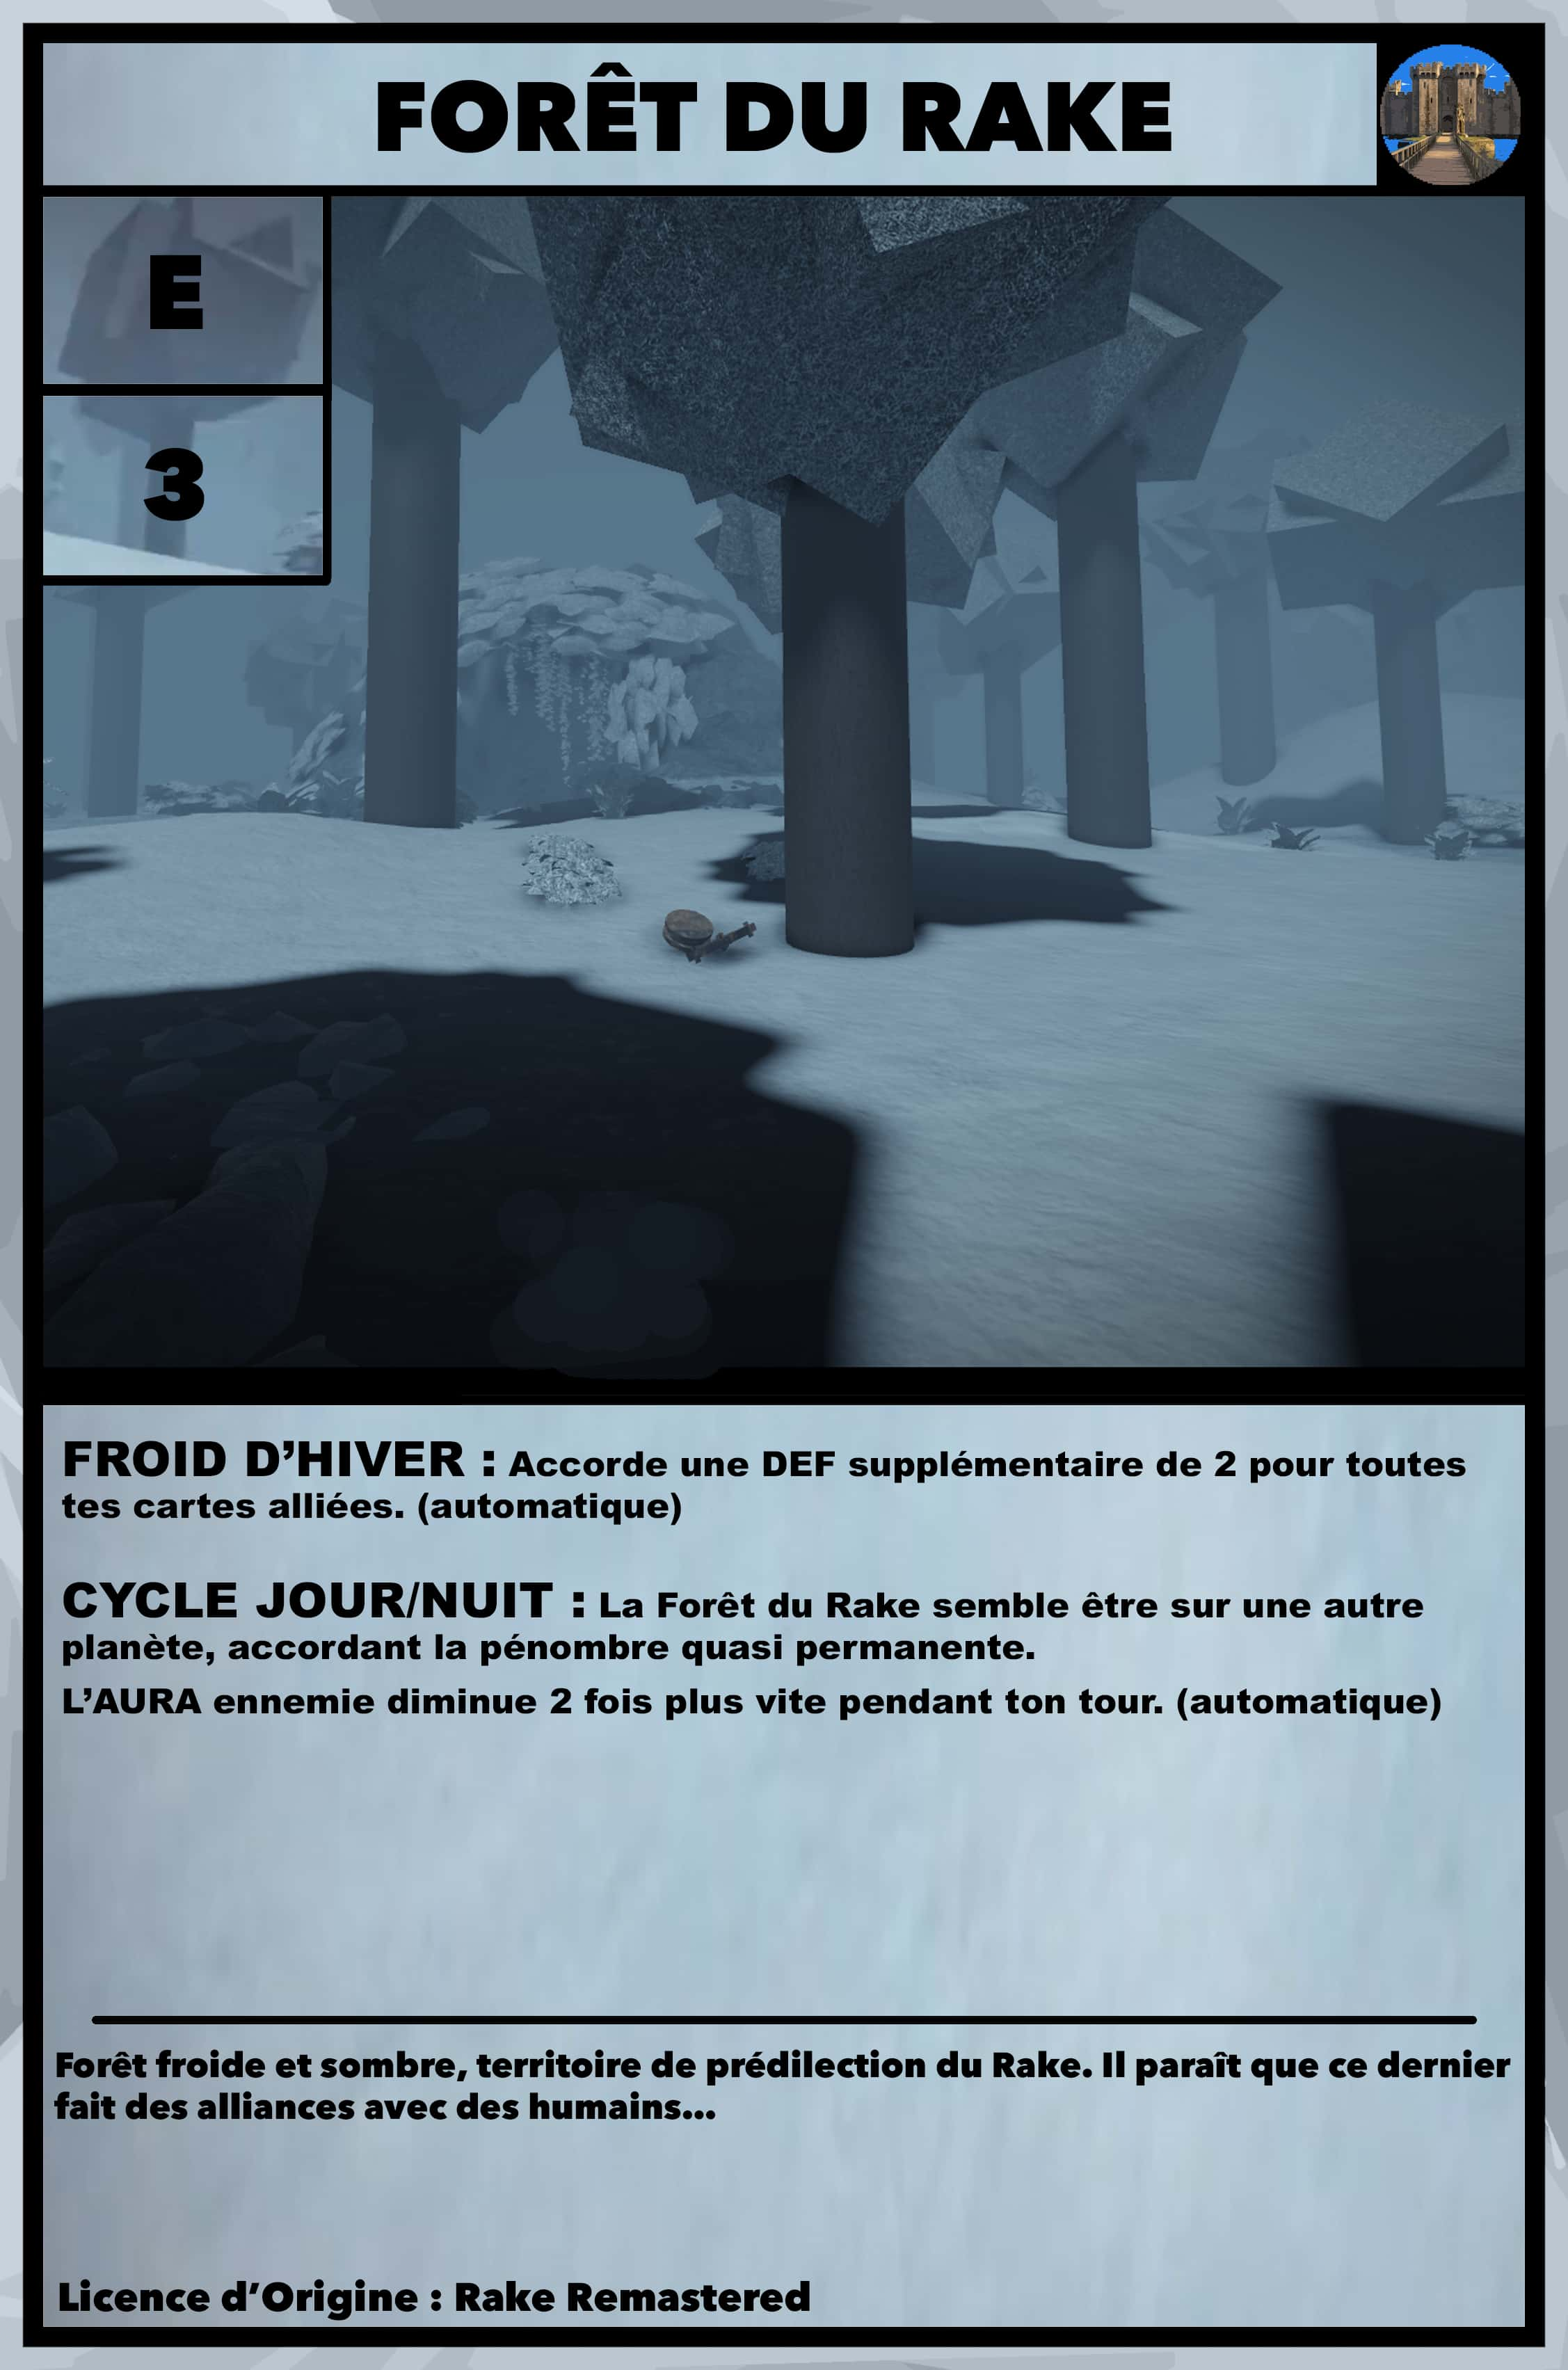 FORÊT DU RAKE
E
3
FROID D’HIVER : Accorde une DEF supplémentaire de 2 pour toutes
tes cartes alliées. (automatique)
CYCLE JOUR/NUIT : La Forêt du Rake semble être sur une autre
planète, accordant la pénombre quasi permanente.
L’AURA ennemie diminue 2 fois plus vite pendant ton tour. (automatique)
Forêt froide et sombre, territoire de prédilection du Rake. Il paraît que ce dernier
fait des alliances avec des humains...
Licence d’Origine : Rake Remastered